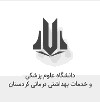 دانشگاه علوم پزشکی
و خدمات بهداشتی درمانی کردستان